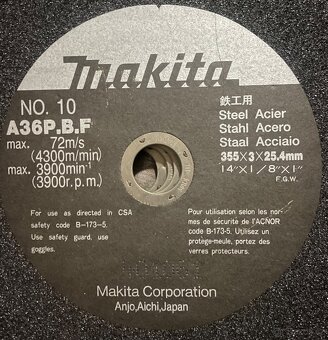 makita
NO. 10
A36P.B.F
max. 72m/s
(4300m/min)
max. 3900min⁻¹
(3900r.p.m.)
鉄工用
Steel Acier
Stahl Acero
Staal Acciaio
355×3×25.4mm
14"×1/8"×1"
F.G.W.
For use as directed in CSA
safety code B-173-5.
Use safety guard, use
goggles.
Pour utilisation selon les nor-
mes de sécurité de l'ACNOR
code B-173-5. Utilisez un
protege-meule, portez des
verres protecteurs.
Makita Corporation
Anjo,Aichi,Japan